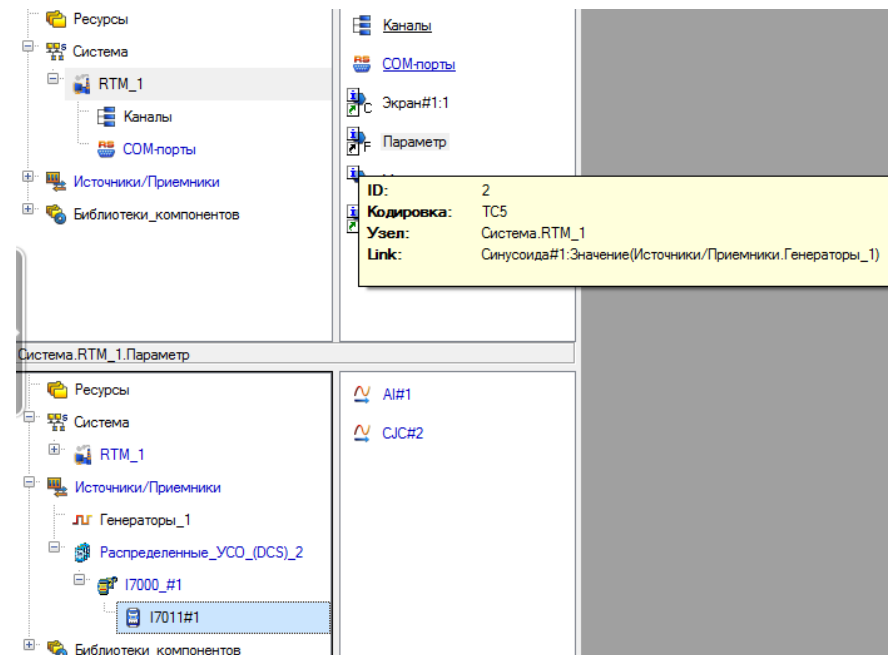 Ресурсы
Система
RTM_1
Каналы
COM-порты
Источники/Приемники
Библиотеки_компонентов
Каналы
COM-порты
Экран#1:1
Параметр
ID: 2
Кодировка: TC5
Узел: Система.RTM_1
Link: Синусоида#1:Значение(Источники/Приемники.Генераторы_1)
Система.RTM_1.Параметр
Ресурсы
Система
RTM_1
Источники/Приемники
Генераторы_1
Распределенные_УСО_(DCS)_2
I7000_#1
I7011#1
Библиотеки_компонентов
AI#1
CJC#2